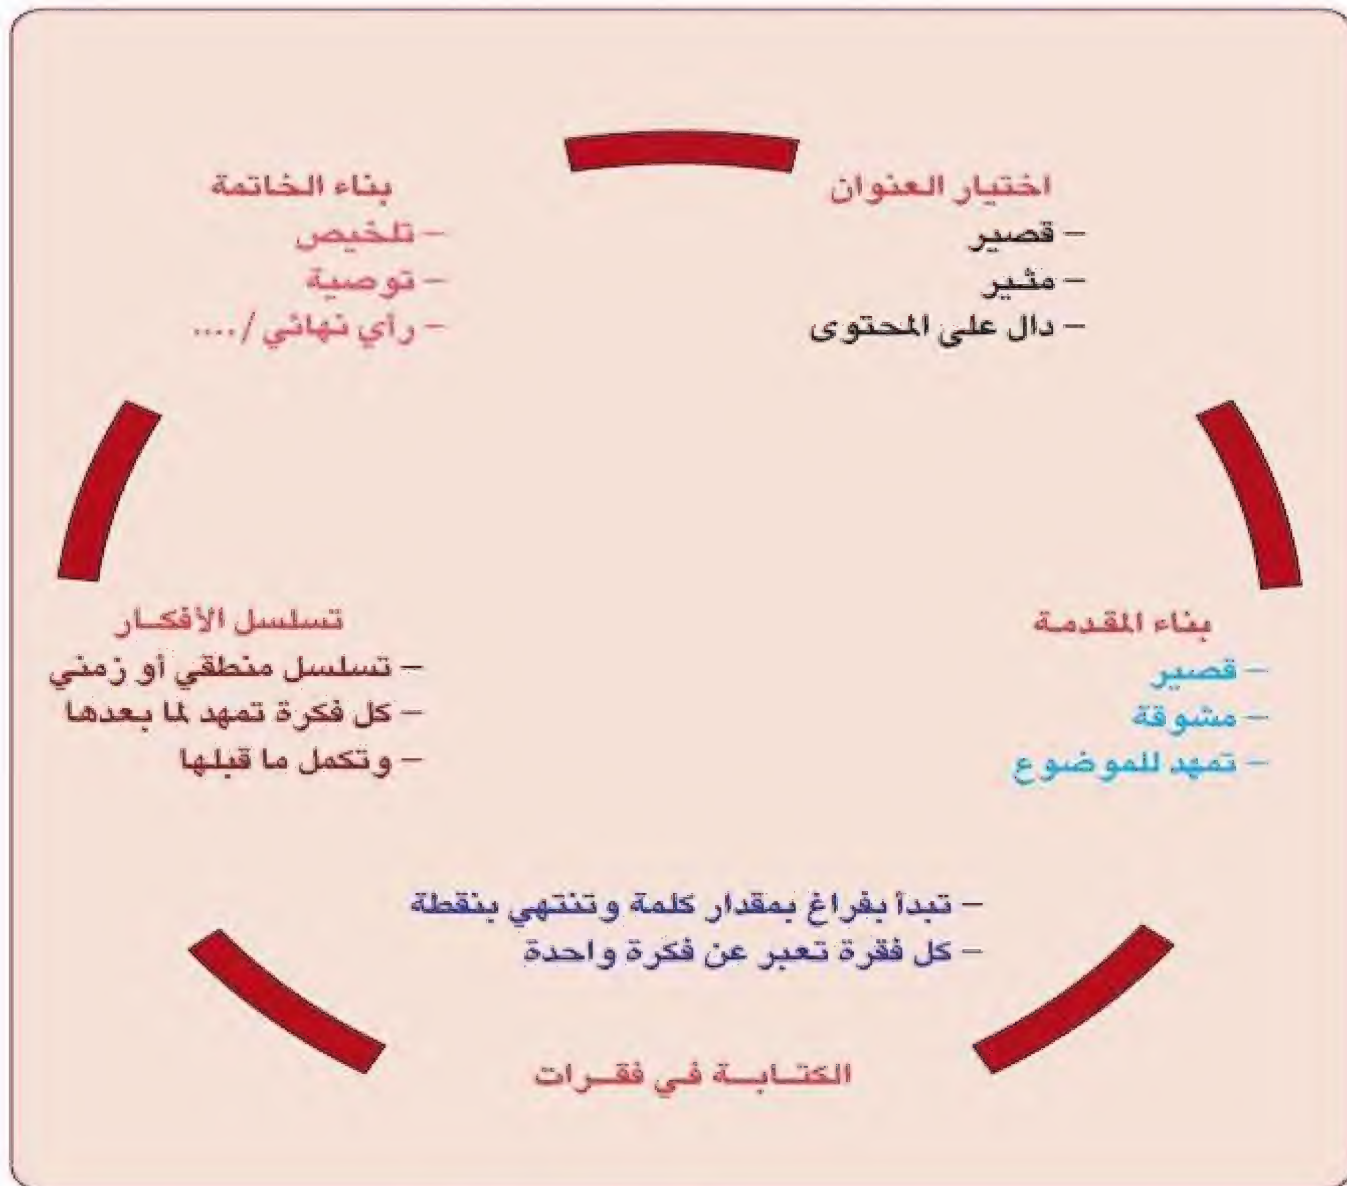 اختيار العنوان
– قصير
– مثير
– دال على المحتوى
بناء المقدمة
– قصير
– مشوقة
– تمهد للموضوع
– تبدأ بفراغ بمقدار كلمة وتنتهي بنقطة
– كل فقرة تعبر عن فكرة واحدة
الكتابة في فقرات
تسلسل الأفكار
– تسلسل منطقي أو زمني
– كل فكرة تمهد لما بعدها
– وتكمل ما قبلها
بناء الخاتمة
– تلخيص
– توصية
– رأي نهائي /....